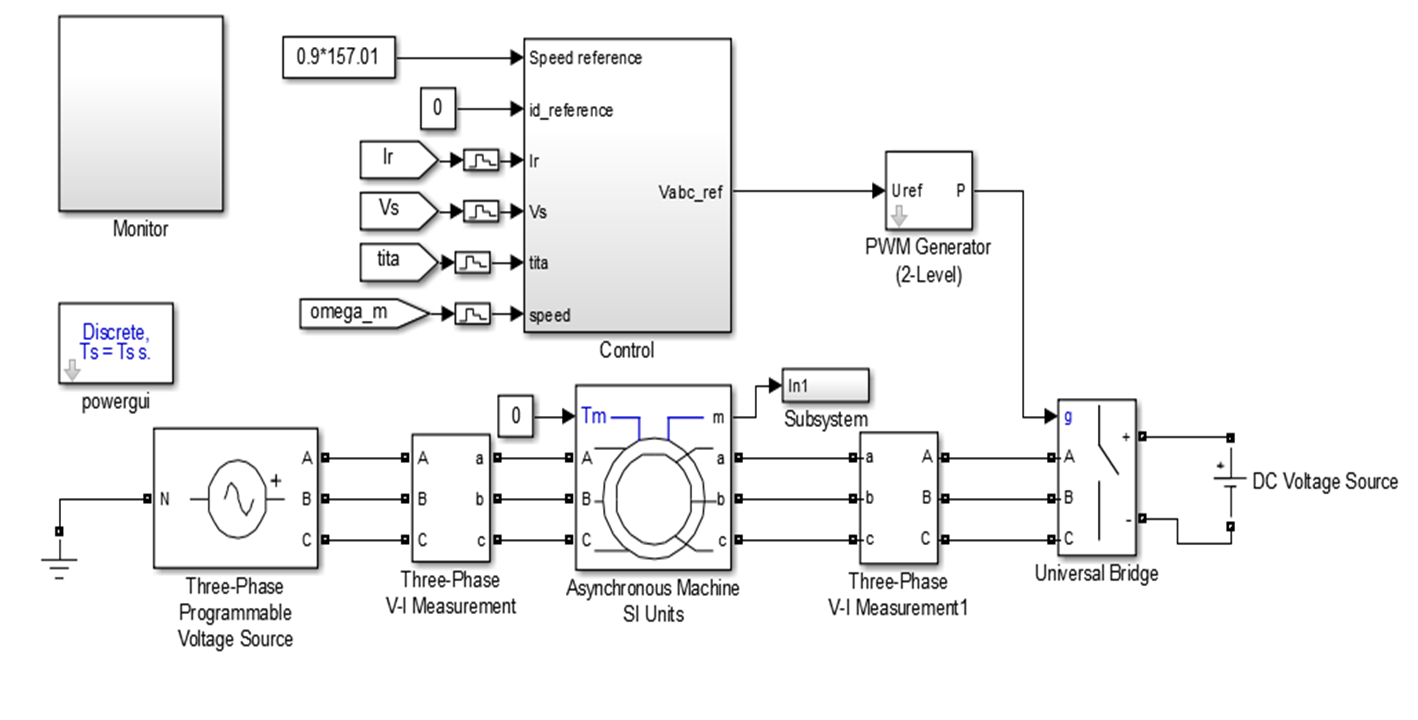 0.9*157.01
Speed reference
0
id_reference
Ir
Ir
Vs
Vs
tita
tita
omega_m
speed
Vabc_ref
Control
Monitor
Uref P
PWM Generator
(2-Level)
Discrete,
Ts = Ts s.
powergui
N
A
B
C
+
Three-Phase
Programmable
Voltage Source
A a
B b
C c
Three-Phase
V-I Measurement
0
Tm m
A a
B b
C c
Asynchronous Machine
SI Units
In1
Subsystem
a A
b B
c C
Three-Phase
V-I Measurement1
g
A
B
C
+
-
Universal Bridge
+
DC Voltage Source